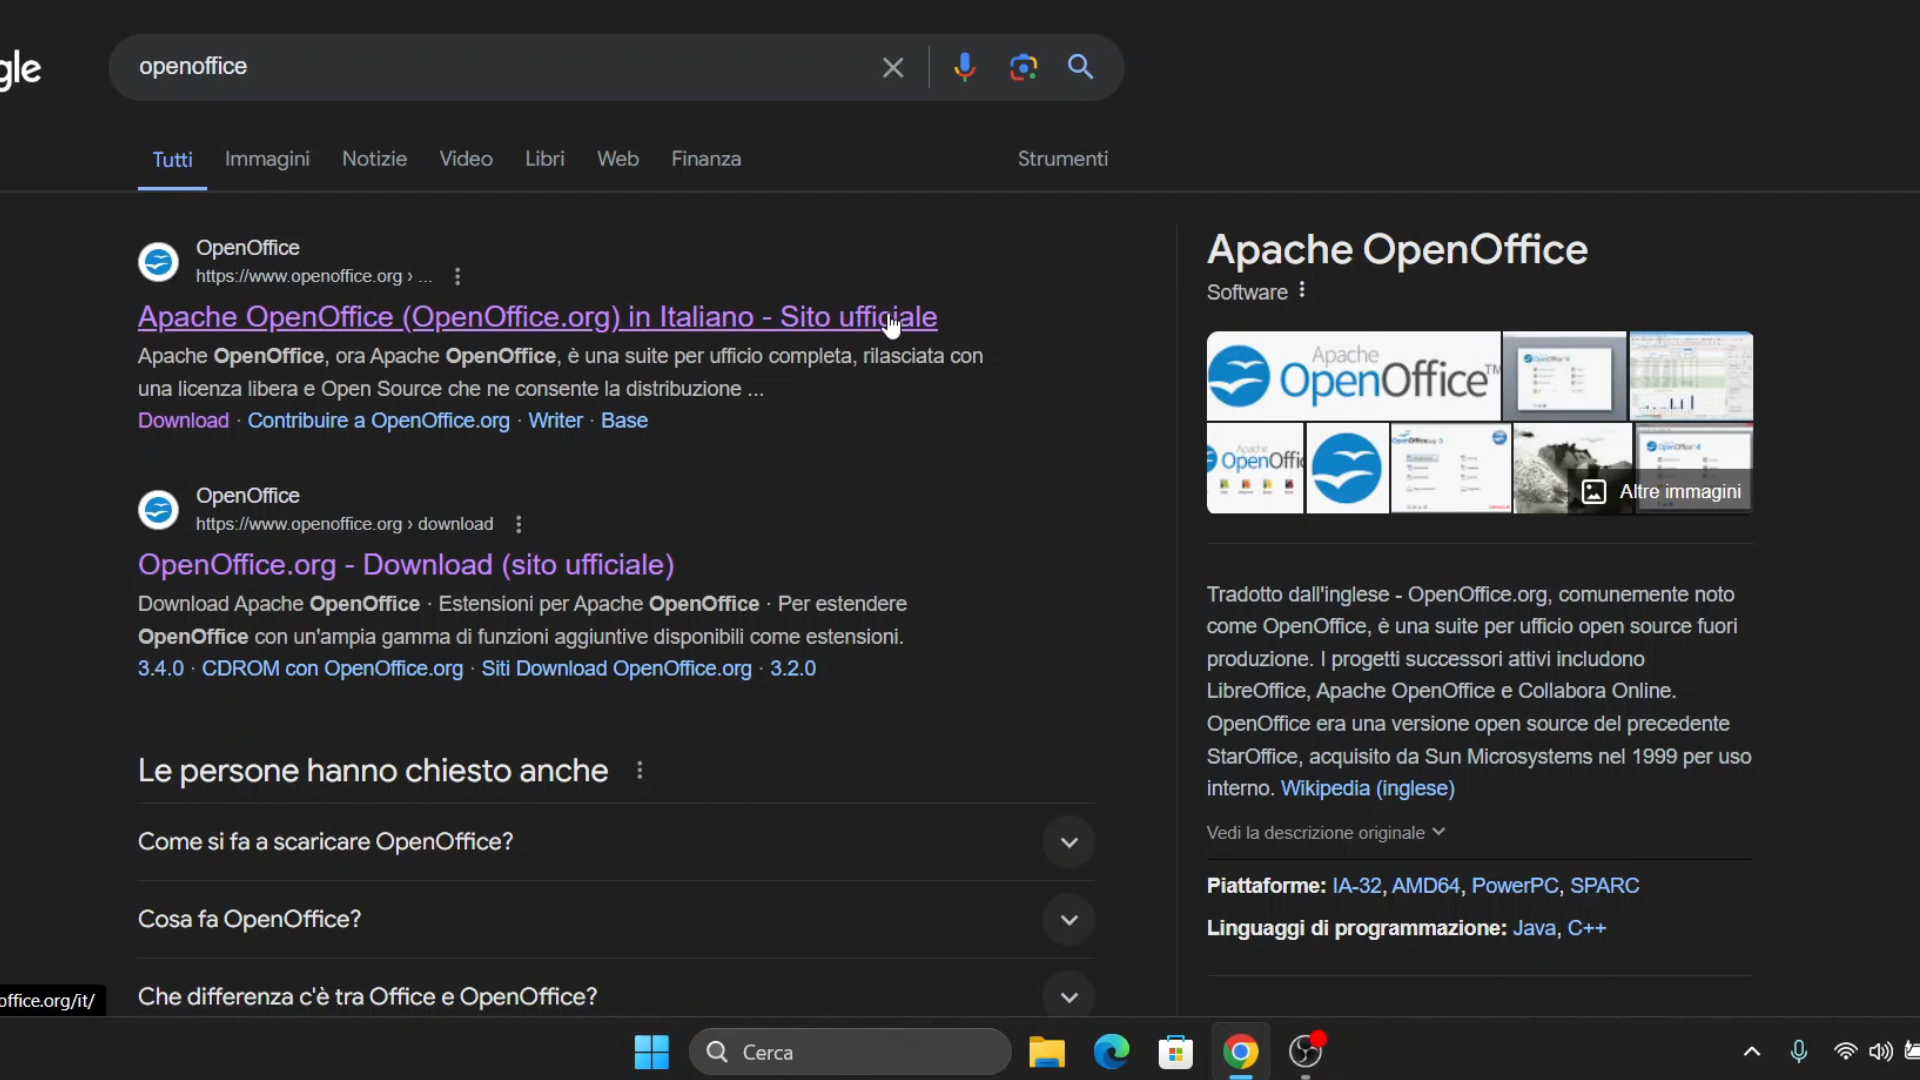 gle
openoffice
Tutti
Immagini
Notizie
Video
Libri
Web
Finanza
Strumenti
OpenOffice
https://www.openoffice.org › ...
Apache OpenOffice (OpenOffice.org) in Italiano - Sito ufficiale
Apache OpenOffice, ora Apache OpenOffice, è una suite per ufficio completa, rilasciata con
una licenza libera e Open Source che ne consente la distribuzione ...
Download · Contribuire a OpenOffice.org · Writer · Base
OpenOffice
https://www.openoffice.org › download
OpenOffice.org - Download (sito ufficiale)
Download Apache OpenOffice · Estensioni per Apache OpenOffice · Per estendere
OpenOffice con un'ampia gamma di funzioni aggiuntive disponibili come estensioni.
3.4.0 · CDROM con OpenOffice.org · Siti Download OpenOffice.org · 3.2.0
Le persone hanno chiesto anche
Come si fa a scaricare OpenOffice?
Cosa fa OpenOffice?
Che differenza c'è tra Office e OpenOffice?
office.org/it/
Apache OpenOffice
Software
Apache
OpenOffice™
Apache
OpenOffi
Altre immagini
Tradotto dall'inglese - OpenOffice.org, comunemente noto
come OpenOffice, è una suite per ufficio open source fuori
produzione. I progetti successori attivi includono
LibreOffice, Apache OpenOffice e Collabora Online.
OpenOffice era una versione open source del precedente
StarOffice, acquisito da Sun Microsystems nel 1999 per uso
interno. Wikipedia (inglese)
Vedi la descrizione originale
Piattaforme: IA-32, AMD64, PowerPC, SPARC
Linguaggi di programmazione: Java, C++
Cerca